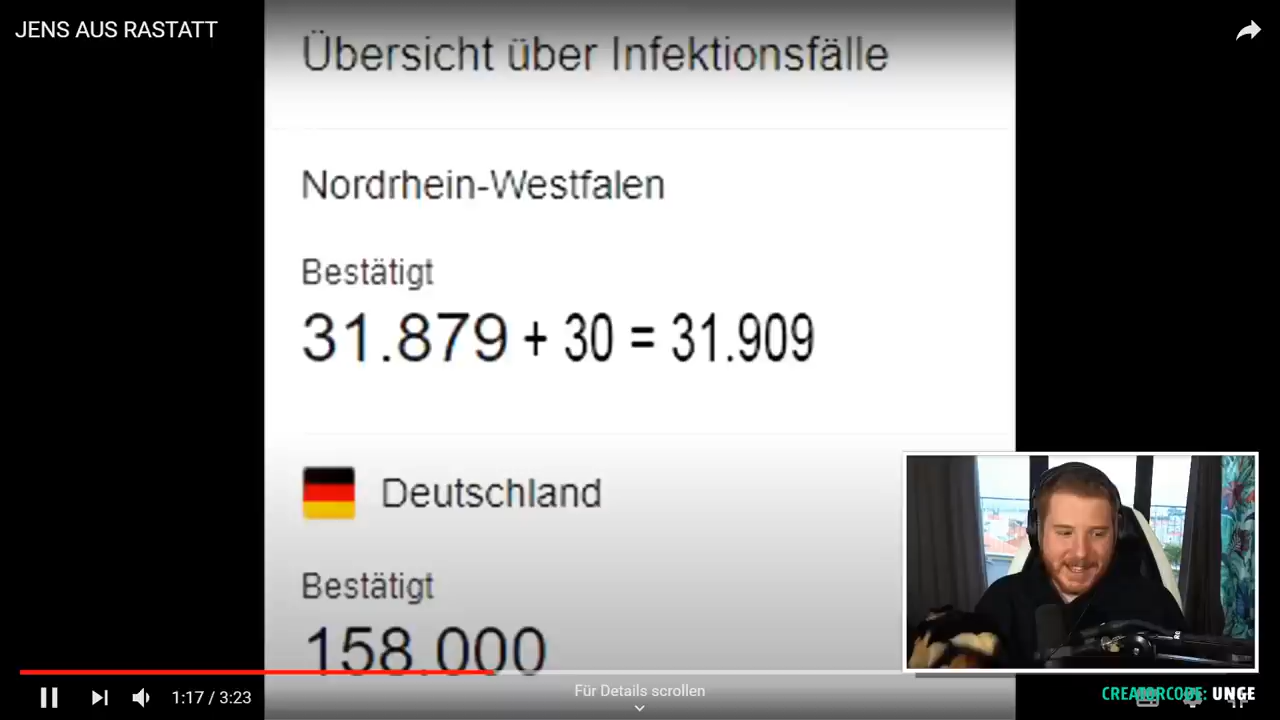 JENS AUS RASTATT
Übersicht über Infektionsfälle
Nordrhein-Westfalen
Bestätigt
31.879 + 30 = 31.909
Deutschland
Bestätigt
158.000
1:17 / 3:23
Für Details scrollen
CREATORCODE: UNGE